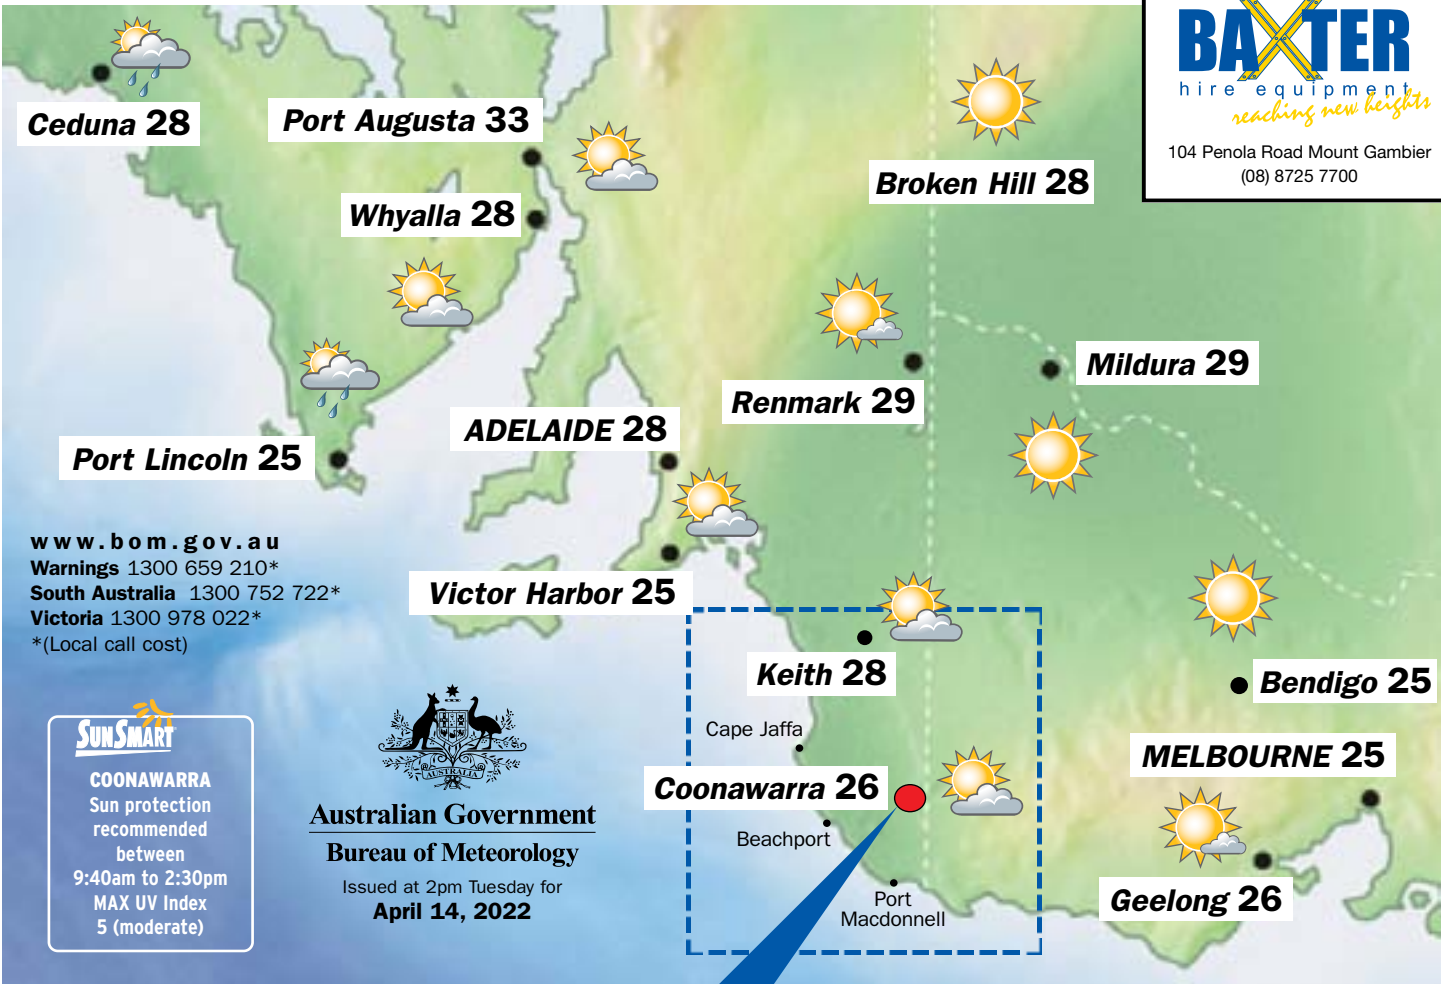 BAXTER
hire equipment
reaching new heights
104 Penola Road Mount Gambier
(08) 8725 7700
Ceduna 28
Port Augusta 33
Whyalla 28
Broken Hill 28
Renmark 29
Mildura 29
ADELAIDE 28
Port Lincoln 25
Victor Harbor 25
www.bom.gov.au
Warnings 1300 659 210*
South Australia 1300 752 722*
Victoria 1300 978 022*
*(Local call cost)
Keith 28
Bendigo 25
Cape Jaffa
MELBOURNE 25
Coonawarra 26
Beachport
Port
Macdonnell
Geelong 26
SUNSMART
COONAWARRA
Sun protection
recommended
between
9:40am to 2:30pm
MAX UV Index
5 (moderate)
AUSTRALIA
Australian Government
Bureau of Meteorology
Issued at 2pm Tuesday for
April 14, 2022